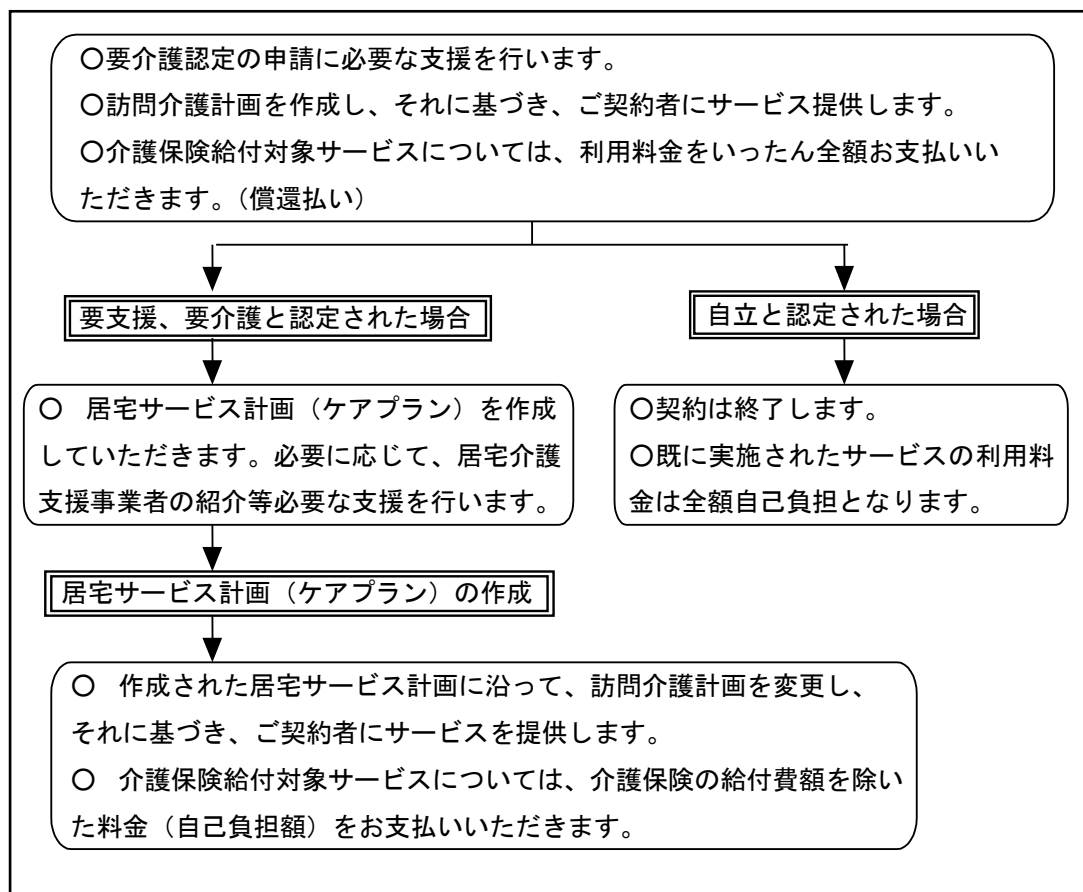 〇要介護認定の申請に必要な支援を行います。
〇訪問介護計画を作成し、それに基づき、ご契約者にサービス提供します。
〇介護保険給付対象サービスについては、利用料金をいったん全額お支払いい
ただきます。（償還払い）
要支援、要介護と認定された場合
自立と認定された場合
〇　居宅サービス計画（ケアプラン）を作成
していただきます。必要に応じて、居宅介護
支援事業者の紹介等必要な支援を行います。
〇契約は終了します。
〇既に実施されたサービスの利用料
金は全額自己負担となります。
居宅サービス計画（ケアプラン）の作成
〇　作成された居宅サービス計画に沿って、訪問介護計画を変更し、
それに基づき、ご契約者にサービスを提供します。
〇　介護保険給付対象サービスについては、介護保険の給付費額を除い
た料金（自己負担額）をお支払いいただきます。